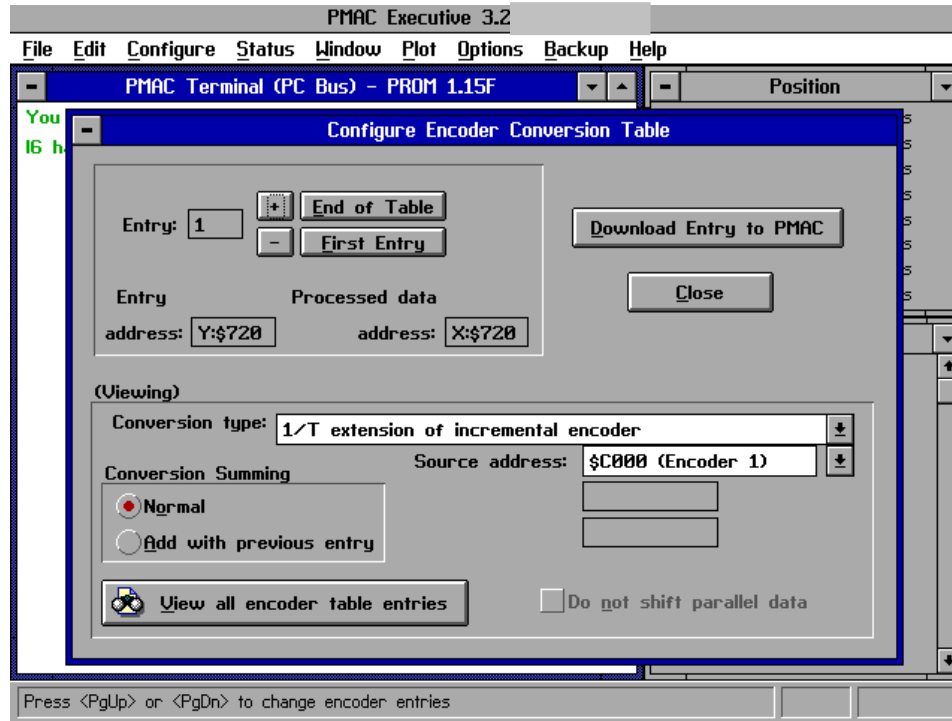 PMAC Executive 3.2
File Edit Configure Status Window Plot Options Backup Help
PMAC Terminal (PC Bus) - PROM 1.15F
Position
You
I6 h
Configure Encoder Conversion Table
s
s
s
s
s
s
s
s
Entry: 1
+
End of Table
-
First Entry
Download Entry to PMAC
Close
Entry Processed data
address: Y:$720 address: X:$720
(Viewing)
Conversion type: 1/T extension of incremental encoder
Source address: $C000 (Encoder 1)
Conversion Summing
Normal
Add with previous entry
View all encoder table entries
Do not shift parallel data
Press <PgUp> or <PgDn> to change encoder entries